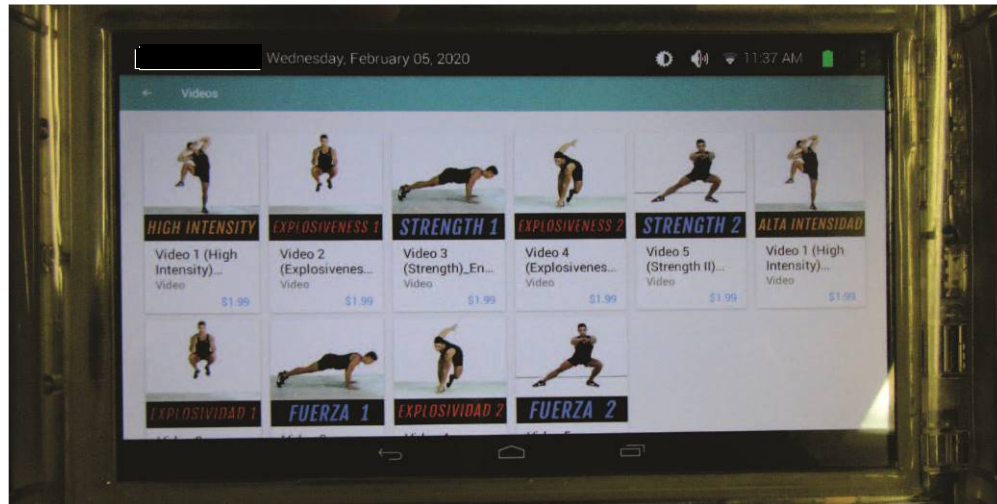 Wednesday, February 05, 2020
11:37 AM
Videos
HIGH INTENSITY
EXPLOSIVENESS 1
STRENGTH 1
EXPLOSIVENESS 2
STRENGTH 2
ALTA INTENSIDAD
Video 1 (High
Intensity)...
Video
$1.99
Video 2
(Explosivenes...
Video
$1.99
Video 3
(Strength)_En...
Video
$1.99
Video 4
(Explosivenes...
Video
$1.99
Video 5
(Strength II)...
Video
$1.99
Video 1 (High
Intensity)...
Video
$1.99
EXPLOSIVIDAD 1
FUERZA 1
EXPLOSIVIDAD 2
FUERZA 2